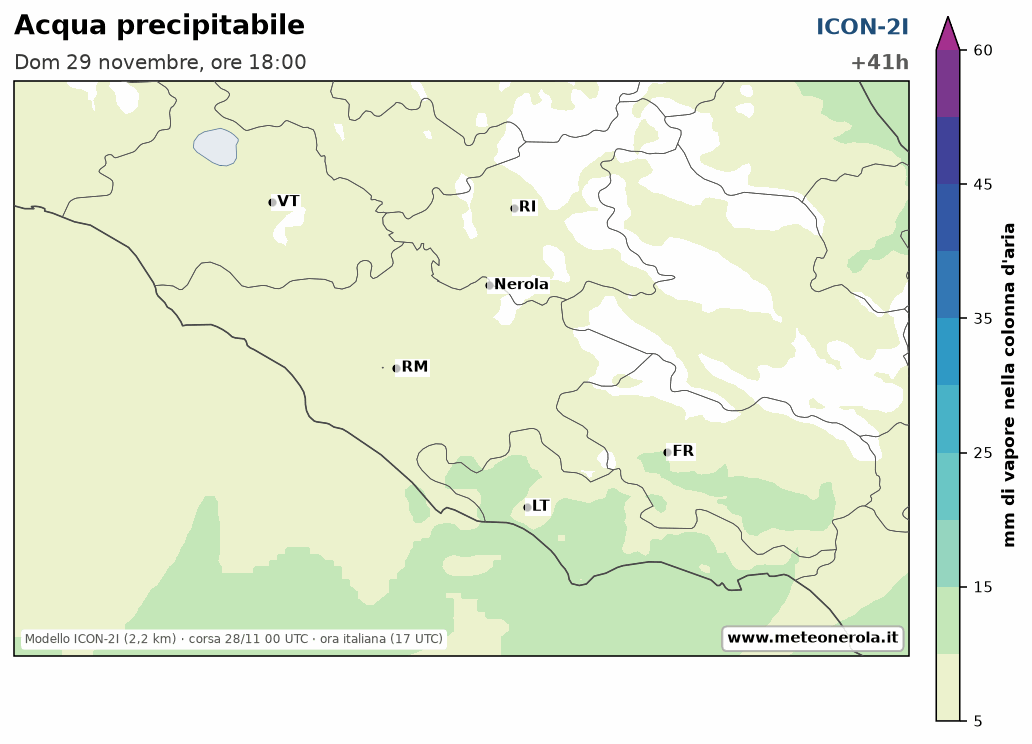 Acqua precipitabile
ICON-2I
Dom 29 novembre, ore 18:00
+41h
60
45
35
25
15
5
mm di vapore nella colonna d'aria
VT
RI
Nerola
RM
FR
LT
Modello ICON-2I (2,2 km) · corsa 28/11 00 UTC · ora italiana (17 UTC)
www.meteonerola.it